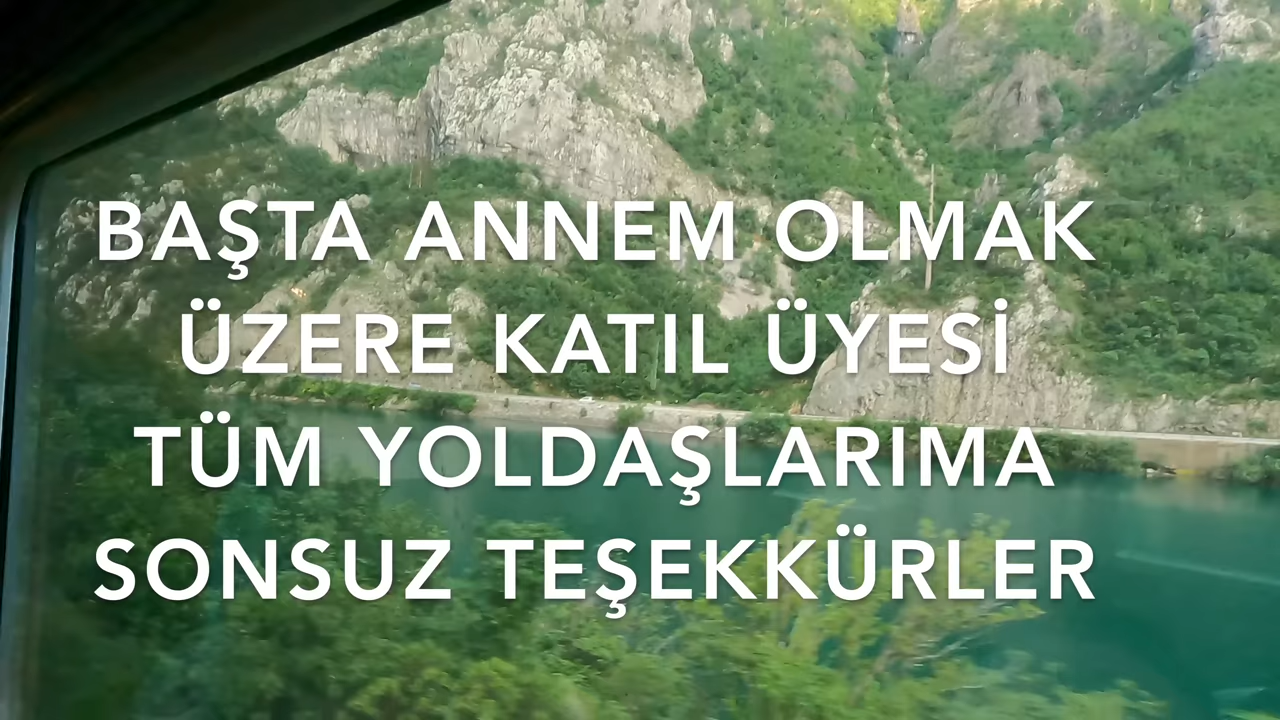 BAŞTA ANNEM OLMAK
ÜZERE KATIL ÜYESİ
TÜM YOLDAŞLARIMA
SONSUZ TEŞEKKÜRLER